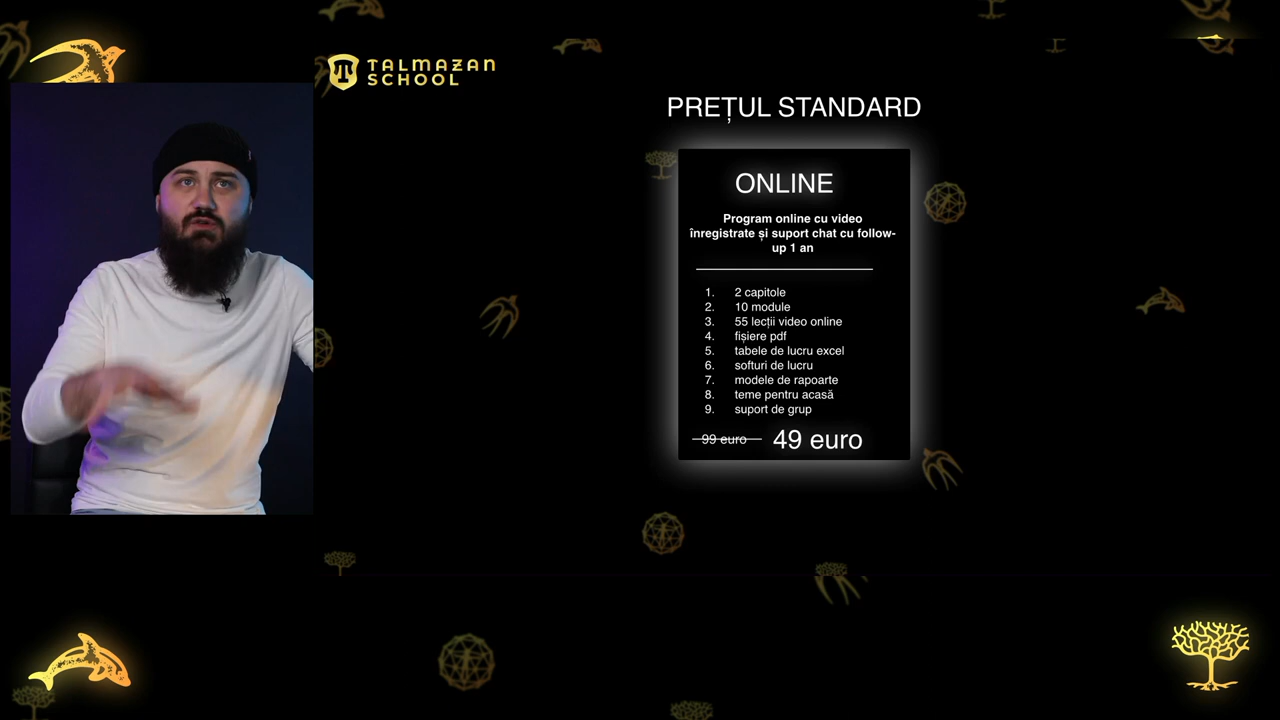 TALMAZAN
SCHOOL
PREȚUL STANDARD
ONLINE
Program online cu video
înregistrate și suport chat cu follow-
up 1 an
1. 2 capitole
2. 10 module
3. 55 lecții video online
4. fișiere pdf
5. tabele de lucru excel
6. softuri de lucru
7. modele de rapoarte
8. teme pentru acasă
9. suport de grup
99 euro 49 euro